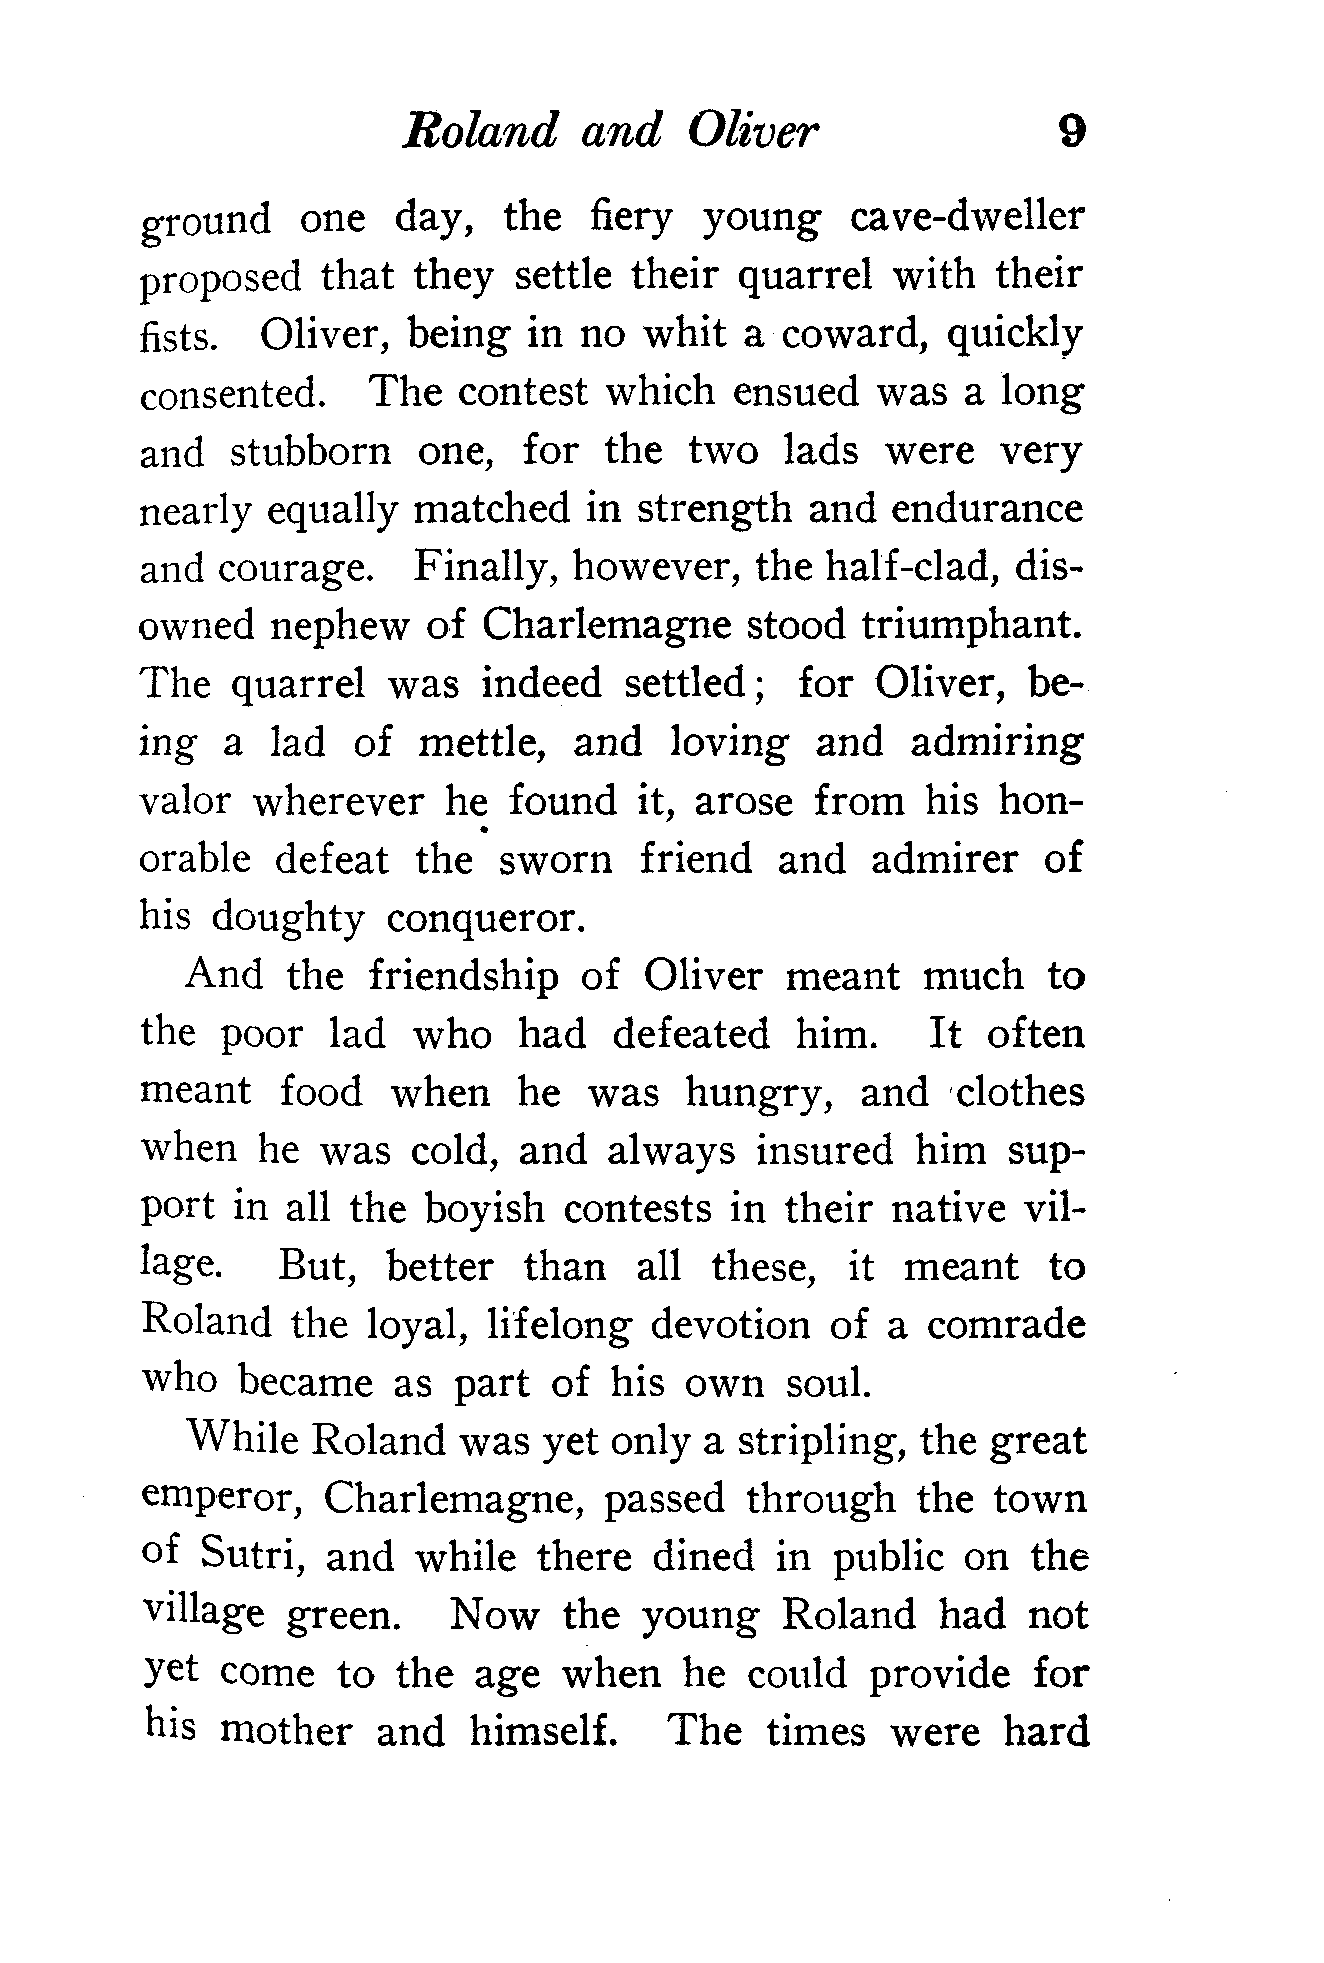 Roland and Oliver 9
ground one day, the fiery young cave-dweller
proposed that they settle their quarrel with their
fists. Oliver, being in no whit a coward, quickly
consented. The contest which ensued was a long
and stubborn one, for the two lads were very
nearly equally matched in strength and endurance
and courage. Finally, however, the half-clad, dis-
owned nephew of Charlemagne stood triumphant.
The quarrel was indeed settled; for Oliver, be-
ing a lad of mettle, and loving and admiring
valor wherever he found it, arose from his hon-
orable defeat the sworn friend and admirer of
his doughty conqueror.
And the friendship of Oliver meant much to
the poor lad who had defeated him. It often
meant food when he was hungry, and clothes
when he was cold, and always insured him sup-
port in all the boyish contests in their native vil-
lage. But, better than all these, it meant to
Roland the loyal, lifelong devotion of a comrade
who became as part of his own soul.
While Roland was yet only a stripling, the great
emperor, Charlemagne, passed through the town
of Sutri, and while there dined in public on the
village green. Now the young Roland had not
yet come to the age when he could provide for
his mother and himself. The times were hard